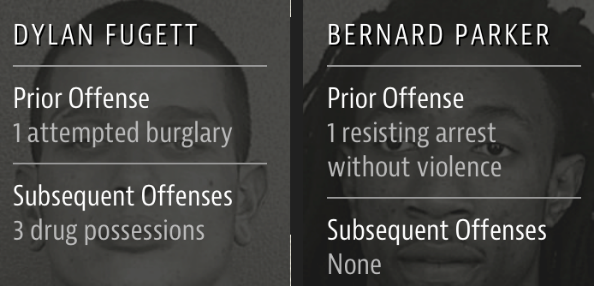 DYLAN FUGETT
Prior Offense
1 attempted burglary
Subsequent Offenses
3 drug possessions
BERNARD PARKER
Prior Offense
1 resisting arrest
without violence
Subsequent Offenses
None